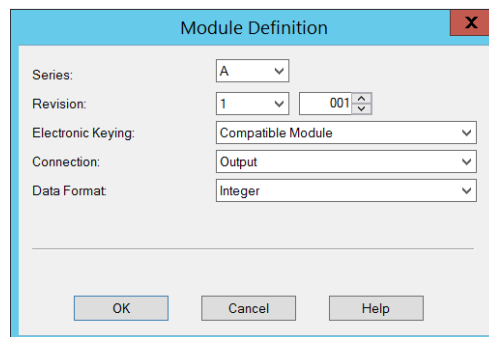 Module Definition
X
Series: A
Revision: 1 001
Electronic Keying: Compatible Module
Connection: Output
Data Format: Integer
OK Cancel Help